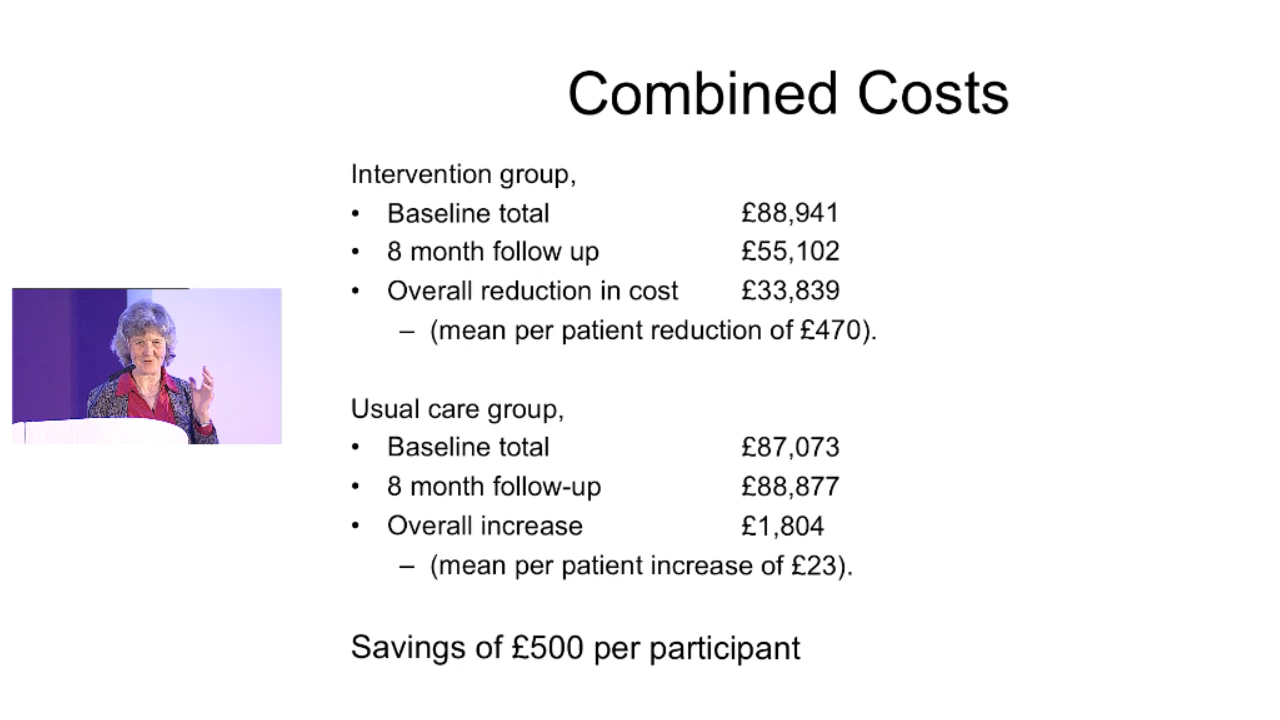 Combined Costs
Intervention group,
• Baseline total £88,941
• 8 month follow up £55,102
• Overall reduction in cost £33,839
– (mean per patient reduction of £470).
Usual care group,
• Baseline total £87,073
• 8 month follow-up £88,877
• Overall increase £1,804
– (mean per patient increase of £23).
Savings of £500 per participant